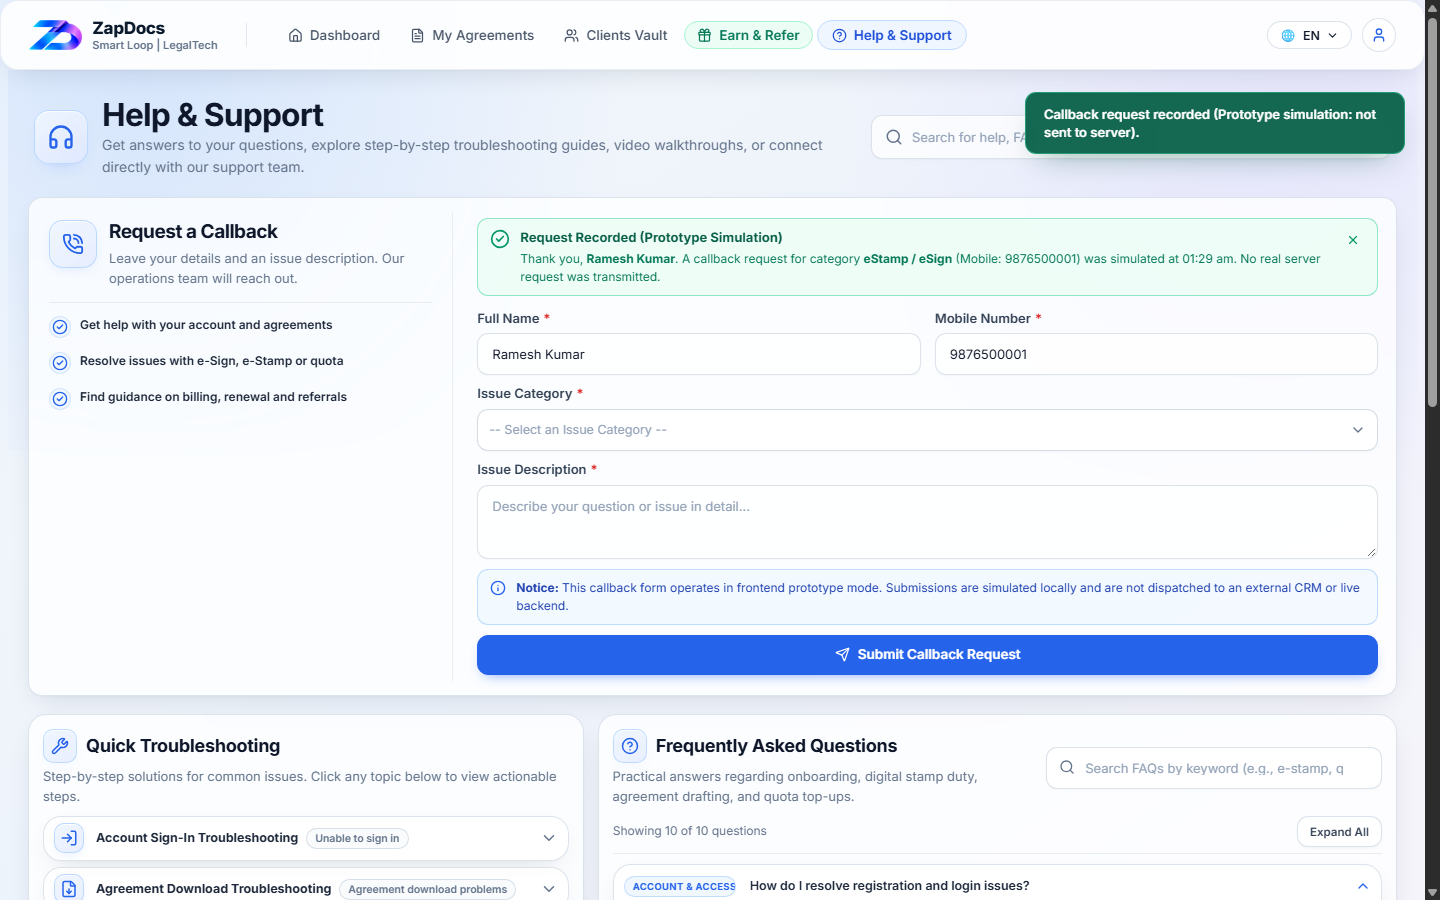 ZapDocs
Smart Loop | LegalTech
Dashboard
My Agreements
Clients Vault
Earn & Refer
Help & Support
EN
Help & Support
Get answers to your questions, explore step-by-step troubleshooting guides, video walkthroughs, or connect
directly with our support team.
Search for help, FA
Callback request recorded (Prototype simulation: not
sent to server).
Request a Callback
Leave your details and an issue description. Our
operations team will reach out.
Get help with your account and agreements
Resolve issues with e-Sign, e-Stamp or quota
Find guidance on billing, renewal and referrals
Request Recorded (Prototype Simulation)
Thank you, Ramesh Kumar. A callback request for category eStamp / eSign (Mobile: 9876500001) was simulated at 01:29 am. No real server
request was transmitted.
Full Name *
Mobile Number *
Ramesh Kumar
9876500001
Issue Category *
-- Select an Issue Category --
Issue Description *
Describe your question or issue in detail...
Notice: This callback form operates in frontend prototype mode. Submissions are simulated locally and are not dispatched to an external CRM or live
backend.
Submit Callback Request
Quick Troubleshooting
Step-by-step solutions for common issues. Click any topic below to view actionable
steps.
Account Sign-In Troubleshooting
Unable to sign in
Agreement Download Troubleshooting
Agreement download problems
Frequently Asked Questions
Practical answers regarding onboarding, digital stamp duty,
agreement drafting, and quota top-ups.
Search FAQs by keyword (e.g., e-stamp, q
Showing 10 of 10 questions
Expand All
ACCOUNT & ACCESS
How do I resolve registration and login issues?